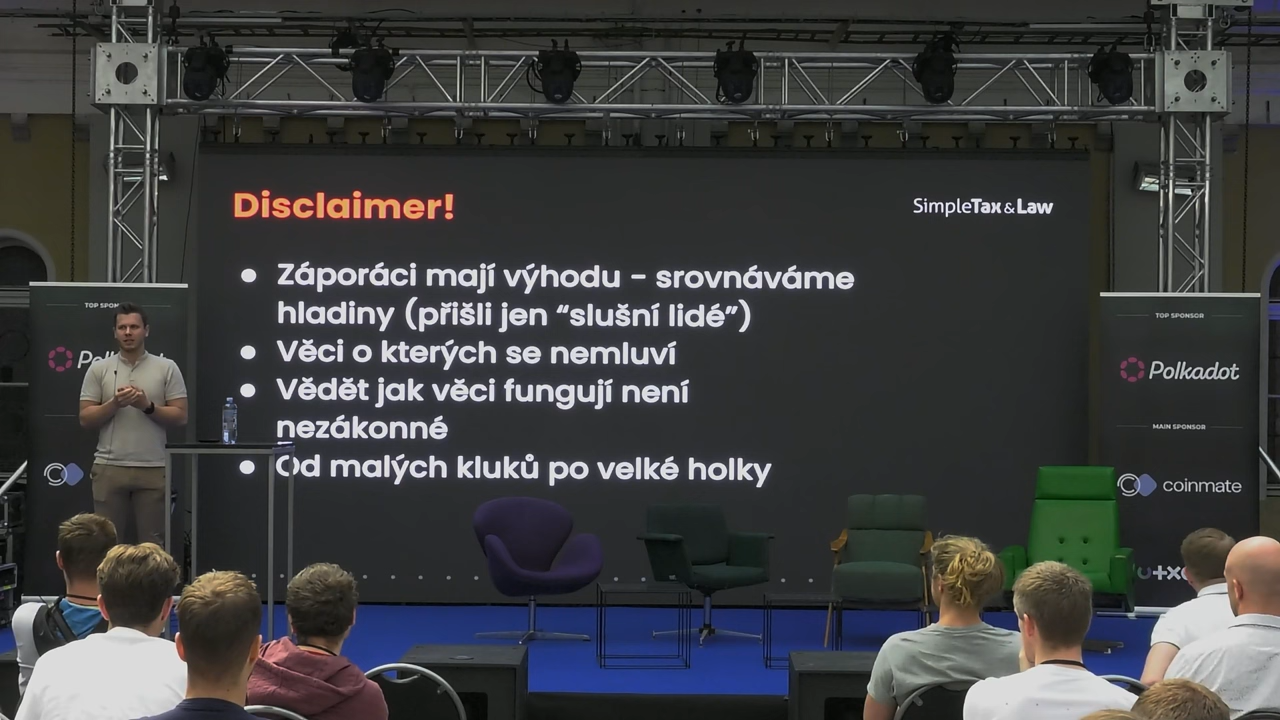 Disclaimer!
SimpleTax & Law
● Záporáci mají výhodu - srovnáváme
hladiny (přišli jen “slušní lidé”)
● Věci o kterých se nemluví
● Vědět jak věci fungují není
nezákonné
● Od malých kluků po velké holky
TOP
TOP SPONSOR
Polkadot
MAIN SPONSOR
coinmate